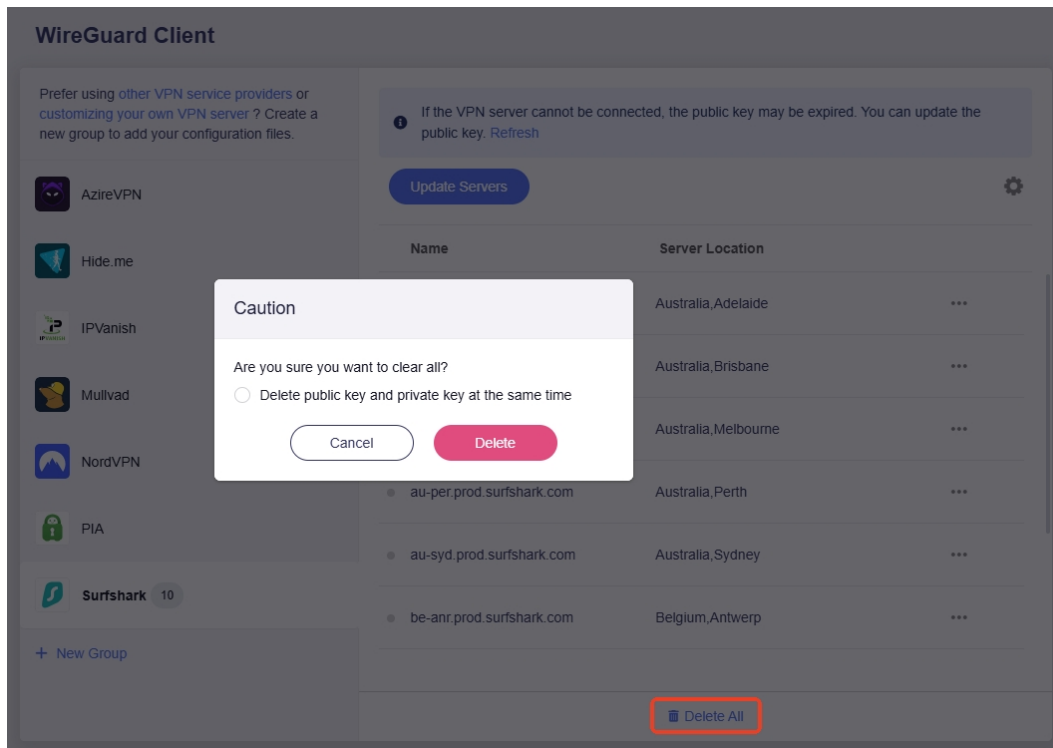 WireGuard Client
Prefer using other VPN service providers or
customizing your own VPN server ? Create a
new group to add your configuration files.
AzireVPN
Hide.me
IPVANISH
IPVanish
Mullvad
NordVPN
PIA
Surfshark 10
+ New Group
If the VPN server cannot be connected, the public key may be expired. You can update the
public key. Refresh
Update Servers
Name Server Location
Australia,Adelaide
Australia,Brisbane
Australia,Melbourne
au-per.prod.surfshark.com Australia,Perth
au-syd.prod.surfshark.com Australia,Sydney
be-anr.prod.surfshark.com Belgium,Antwerp
Delete All
Caution
Are you sure you want to clear all?
Delete public key and private key at the same time
Cancel Delete